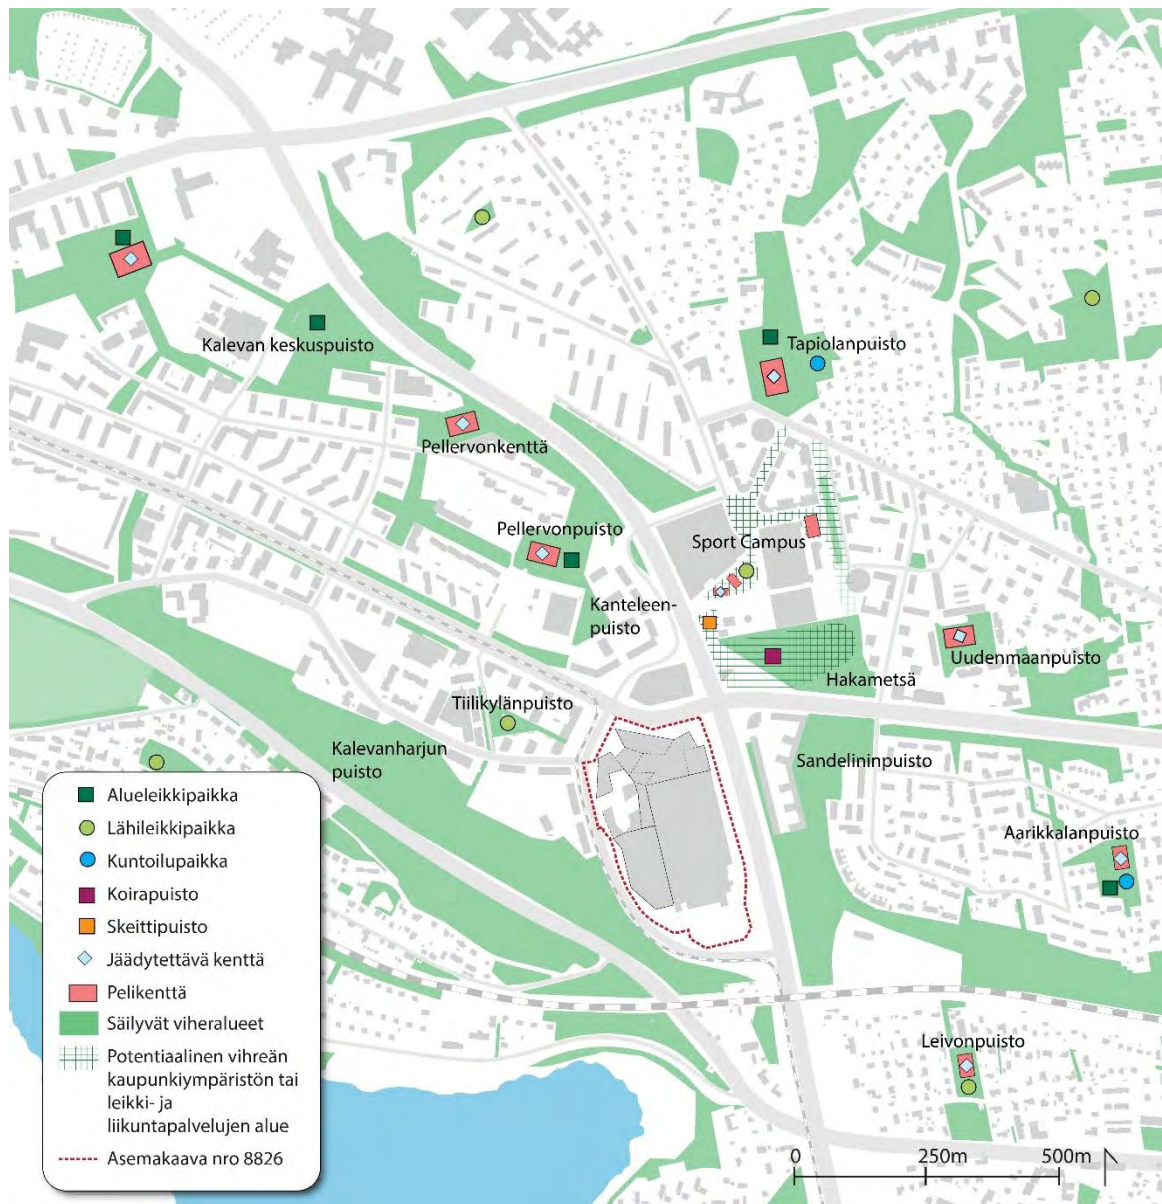 Kalevan keskuspuisto
Tapiolanpuisto
Pellervonkenttä
Pellervonpuisto
Sport Campus
Kanteleen-
puisto
Uudenmaanpuisto
Hakametsä
Tiilikylänpuisto
Kalevanharjun
puisto
Sandelininpuisto
Aarikkalanpuisto
Leivonpuisto
Alueleikkipaikka
Lähileikkipaikka
Kuntoilupaikka
Koirapuisto
Skeittipuisto
Jäädytettävä kenttä
Pelikenttä
Säilyvät viheralueet
Potentiaalinen vihreän
kaupunkiympäristön tai
leikki- ja
liikuntapalvelujen alue
Asemakaava nro 8826
0 250m 500m